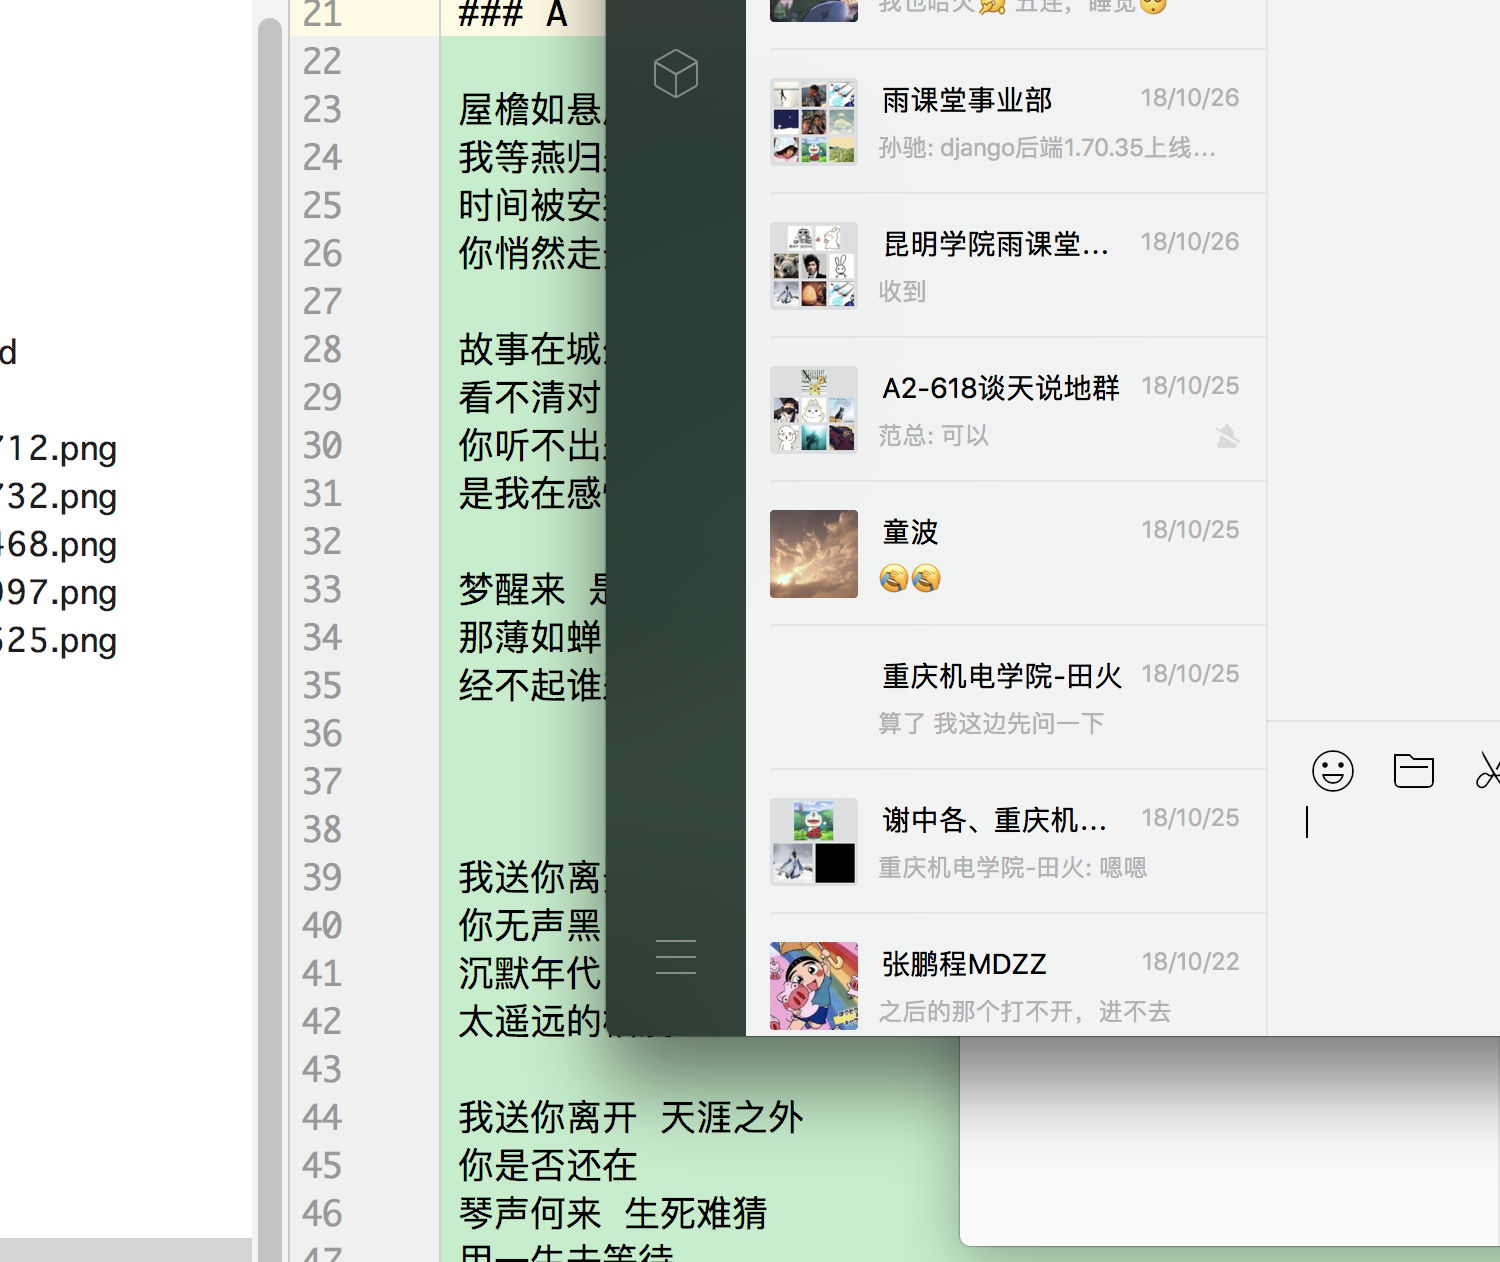 d
712.png
732.png
468.png
997.png
525.png
21 ### A
22
23 屋檐如悬
24 我等燕归
25 时间被安
26 你悄然走
27
28 故事在城
29 看不清对
30 你听不出
31 是我在感
32
33 梦醒来 是
34 那薄如蝉
35 经不起谁
36
37
38
39 我送你离
40 你无声黑
41 沉默年代
42 太遥远的
43
44 我送你离开 天涯之外
45 你是否还在
46 琴声何来 生死难猜
47 用一生去等待
雨课堂事业部 18/10/26
孙驰: django后端1.70.35上线...
昆明学院雨课堂... 18/10/26
收到
A2-618谈天说地群 18/10/25
范总: 可以
童波 18/10/25
重庆机电学院-田火 18/10/25
算了 我这边先问一下
谢中各、重庆机... 18/10/25
重庆机电学院-田火: 嗯嗯
张鹏程MDZZ 18/10/22
之后的那个打不开，进不去